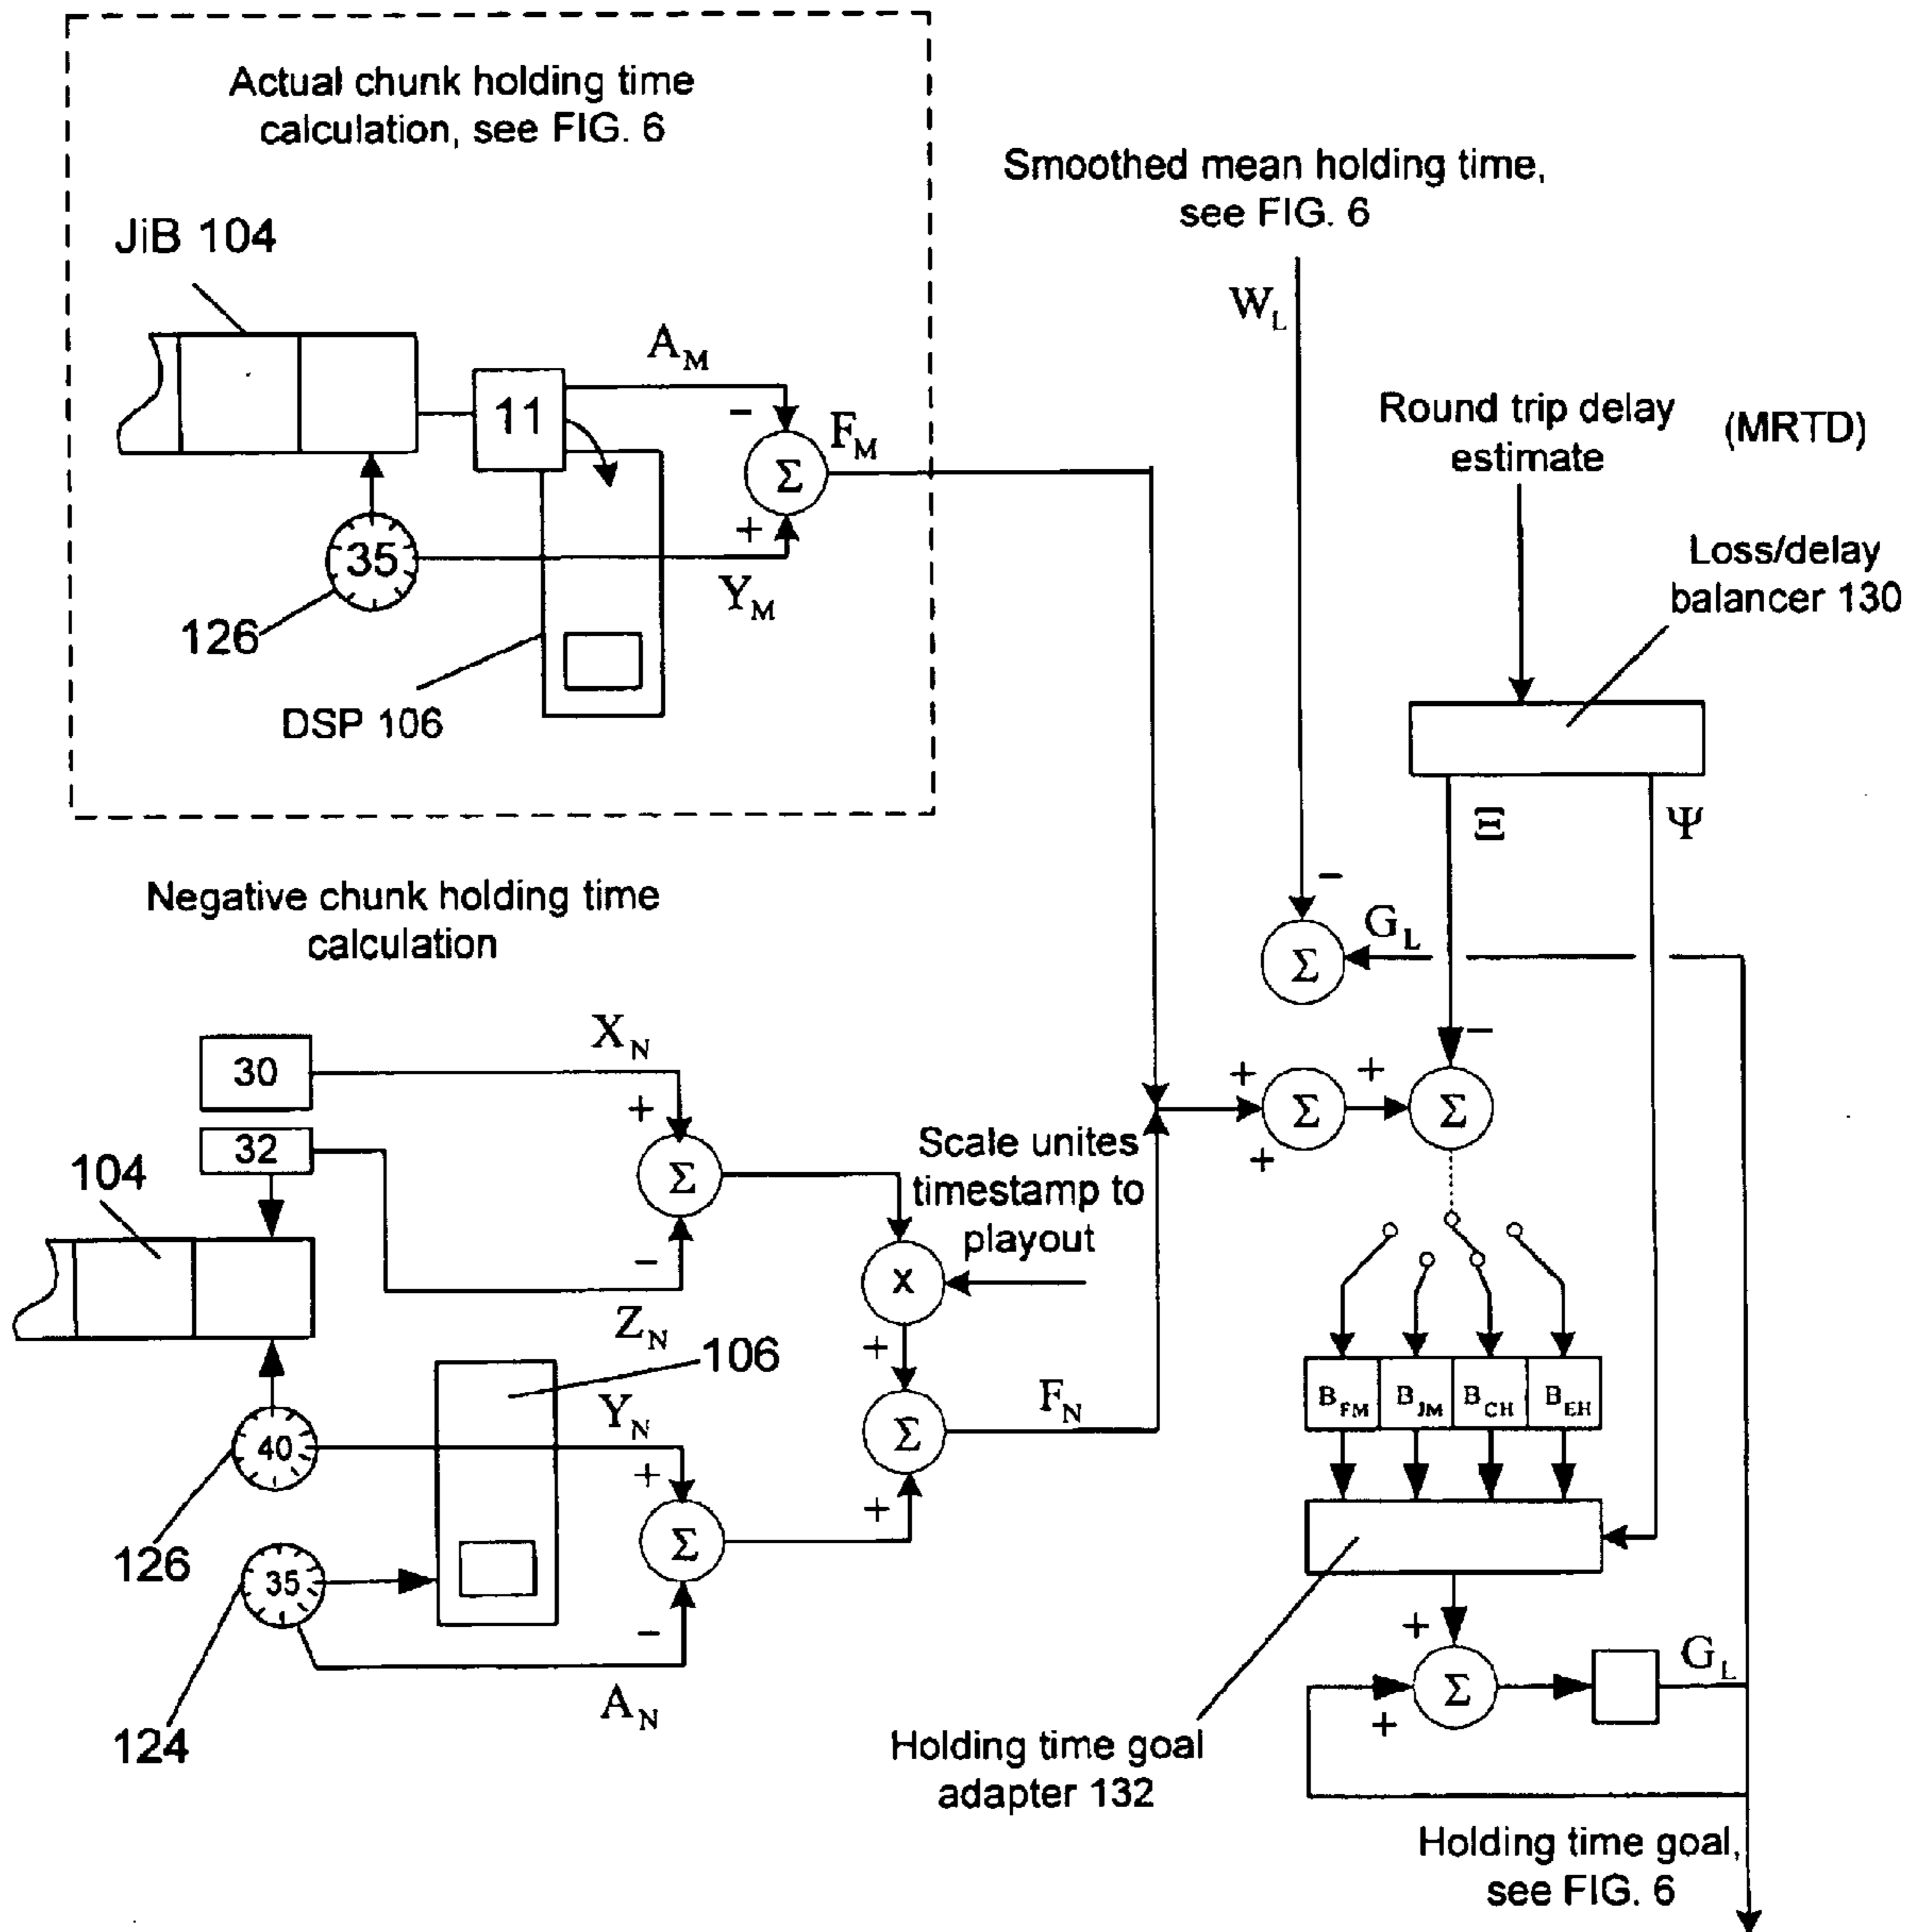 Actual chunk holding time
calculation, see FIG. 6
JiB 104
11
A_M
−
F_M
Σ
+
35
Y_M
126
DSP 106
Smoothed mean holding time,
see FIG. 6
W_L
Round trip delay
estimate
(MRTD)
Loss/delay
balancer 130
Ξ
Ψ
−
G_L
Σ
−
Negative chunk holding time
calculation
X_N
30
+
32
Σ
104
−
Z_N
Scale unites
timestamp to
playout
x
+
+
Σ
+
Σ
106
Y_N
+
40
126
Σ
+
F_N
Σ
+
35
124
−
A_N
B_FM
B_JM
B_CH
B_EH
+
Σ
+
G_L
Holding time goal
adapter 132
Holding time goal,
see FIG. 6